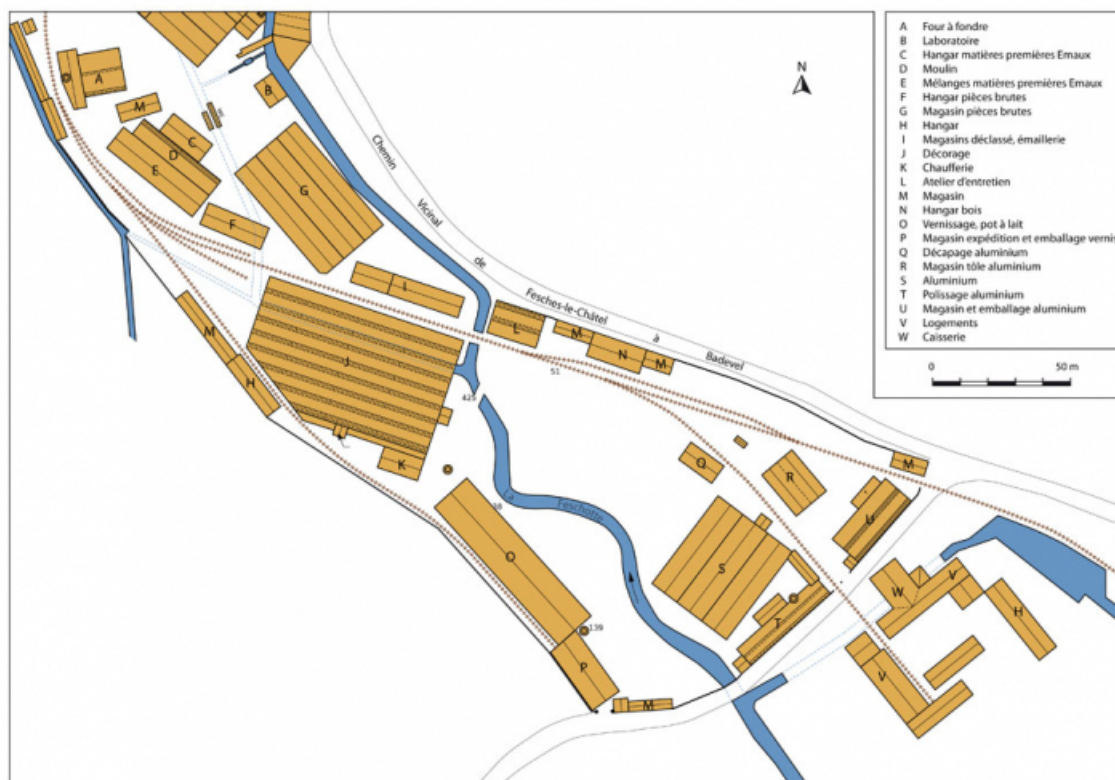 A Four à fondre
B Laboratoire
C Hangar matières premières Emaux
D Moulin
E Mélanges matières premières Emaux
F Hangar pièces brutes
G Magasin pièces brutes
H Hangar
I Magasins déclassé, émaillerie
J Décorage
K Chaufferie
L Atelier d'entretien
M Magasin
N Hangar bois
O Vernissage, pot à lait
P Magasin expédition et emballage vernis
Q Décapage aluminium
R Magasin tôle aluminium
S Aluminium
T Polissage aluminium
U Magasin et emballage aluminium
V Logements
W Caisserie
0 50 m
N
A
B
M
C
D
E
G
F
Chemin
Vicinal
de
Fesches-le-Châtel
à
Badevel
I
L
M
N
M
M
H
J
51
425
K
Q
R
M
La
Feschotte
38
O
U
S
W
V
H
T
139
P
V
M